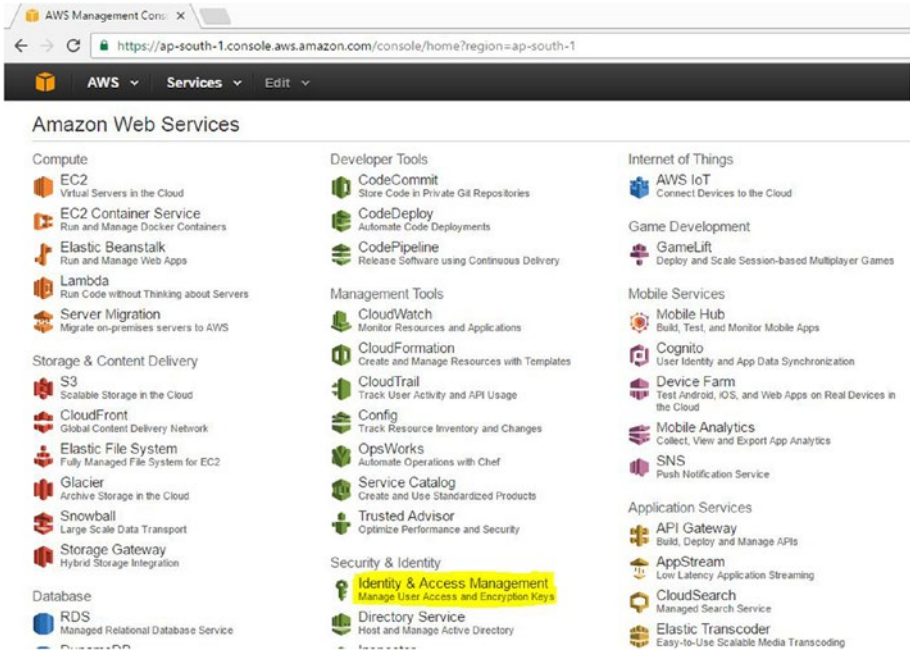 AWS Management Cons
https://ap-south-1.console.aws.amazon.com/console/home?region=ap-south-1
AWS Services Edit
Amazon Web Services
Compute
EC2
Virtual Servers in the Cloud
EC2 Container Service
Run and Manage Docker Containers
Elastic Beanstalk
Run and Manage Web Apps
Lambda
Run Code without Thinking about Servers
Server Migration
Migrate on-premises servers to AWS
Storage & Content Delivery
S3
Scalable Storage in the Cloud
CloudFront
Global Content Delivery Network
Elastic File System
Fully Managed File System for EC2
Glacier
Archive Storage in the Cloud
Snowball
Large Scale Data Transport
Storage Gateway
Hybrid Storage Integration
Database
RDS
Managed Relational Database Service
DynamoDB
Developer Tools
CodeCommit
Store Code in Private Git Repositories
CodeDeploy
Automate Code Deployments
CodePipeline
Release Software using Continuous Delivery
Management Tools
CloudWatch
Monitor Resources and Applications
CloudFormation
Create and Manage Resources with Templates
CloudTrail
Track User Activity and API Usage
Config
Track Resource Inventory and Changes
OpsWorks
Automate Operations with Chef
Service Catalog
Create and Use Standardized Products
Trusted Advisor
Optimize Performance and Security
Security & Identity
Identity & Access Management
Manage User Access and Encryption Keys
Directory Service
Host and Manage Active Directory
Inspector
Internet of Things
AWS IoT
Connect Devices to the Cloud
Game Development
GameLift
Deploy and Scale Session-based Multiplayer Games
Mobile Services
Mobile Hub
Build, Test, and Monitor Mobile Apps
Cognito
User Identity and App Data Synchronization
Device Farm
Test Android, iOS, and Web Apps on Real Devices in
the Cloud
Mobile Analytics
Collect, View and Export App Analytics
SNS
Push Notification Service
Application Services
API Gateway
Build, Deploy and Manage APIs
AppStream
Low Latency Application Streaming
CloudSearch
Managed Search Service
Elastic Transcoder
Easy-to-Use Scalable Media Transcoding